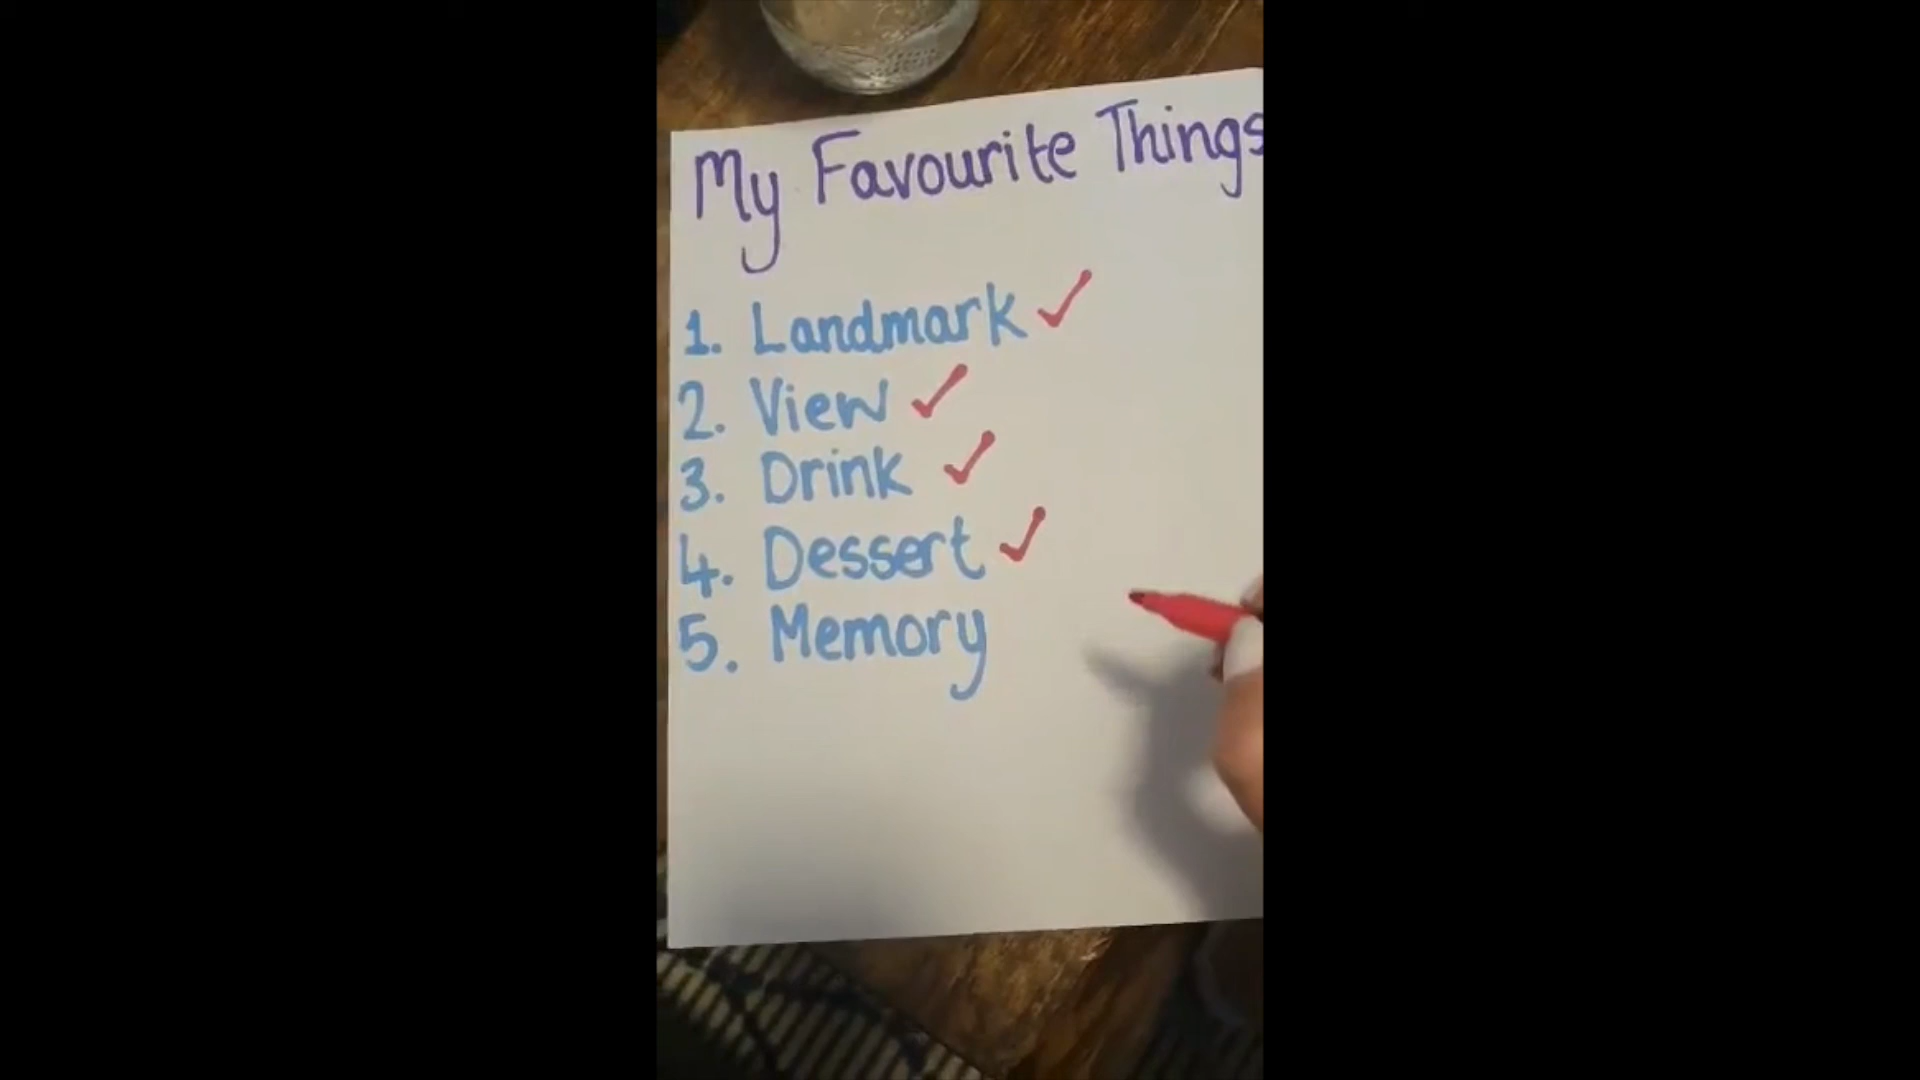 My Favourite Things
1. Landmark ✓
2. View ✓
3. Drink ✓
4. Dessert ✓
5. Memory